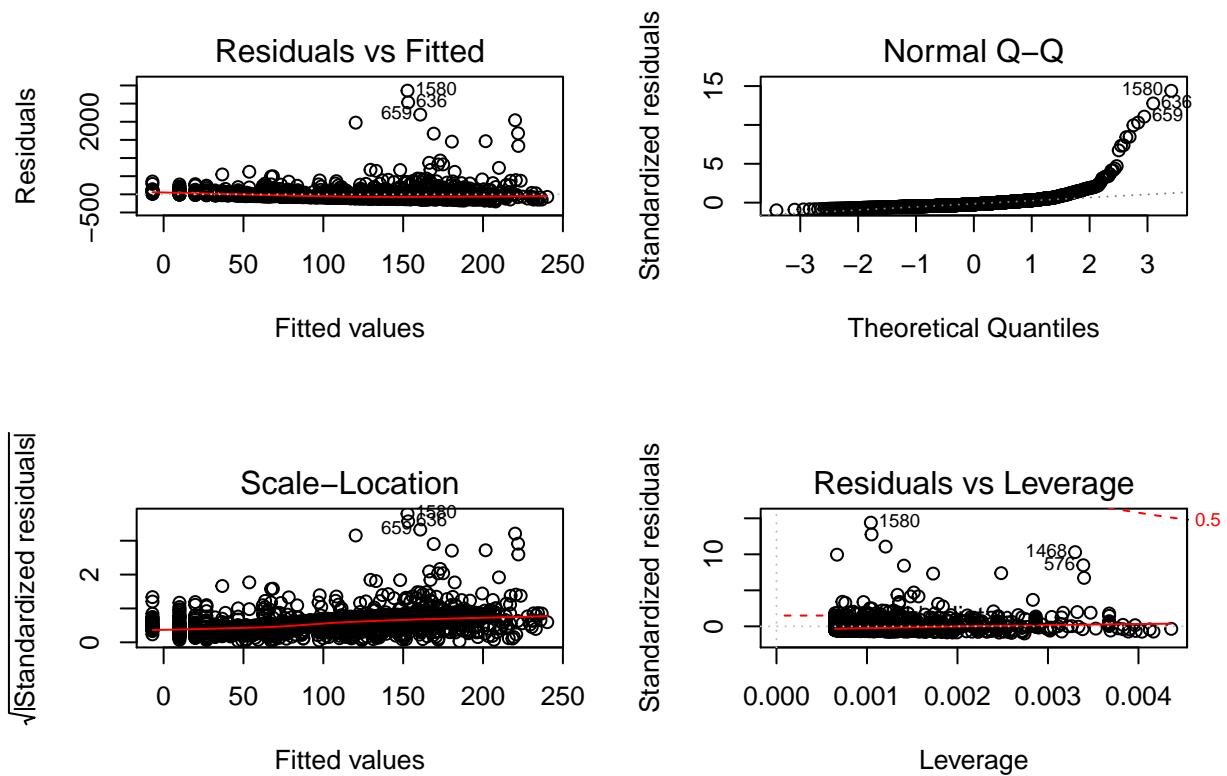 Residuals vs Fitted
Residuals
−500
2000
1580
636
659
0 50 100 150 200 250
Fitted values
Normal Q−Q
Standardized residuals
0
5
15
1580
636
659
−3 −2 −1 0 1 2 3
Theoretical Quantiles
Scale−Location
√|Standardized residuals|
0
2
1580
636
659
0 50 100 150 200 250
Fitted values
Residuals vs Leverage
Standardized residuals
0
10
1580
1468
576
0.5
0.000 0.001 0.002 0.003 0.004
Leverage